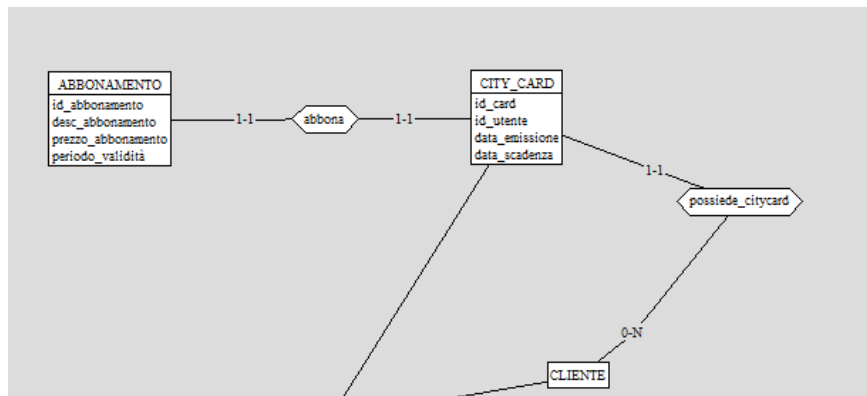 ABBONAMENTO
id_abbonamento
desc_abbonamento
prezzo_abbonamento
periodo_validità
1-1
abbona
1-1
CITY_CARD
id_card
id_utente
data_emissione
data_scadenza
1-1
possiede_citycard
0-N
CLIENTE